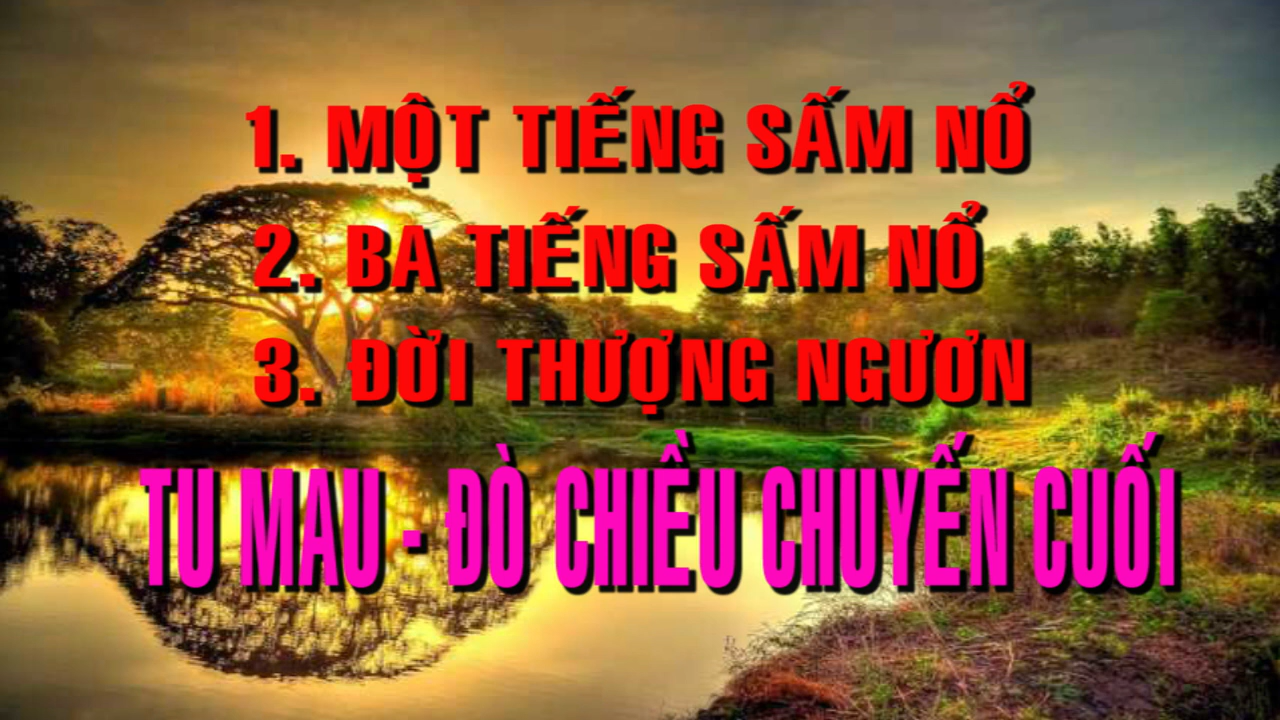 1. MỘT TIẾNG SẤM NỔ
2. BA TIẾNG SẤM NỔ
3. ĐỜI THƯỢNG NGƯƠN
TU MAU - ĐÒ CHIỀU CHUYẾN CUỐI